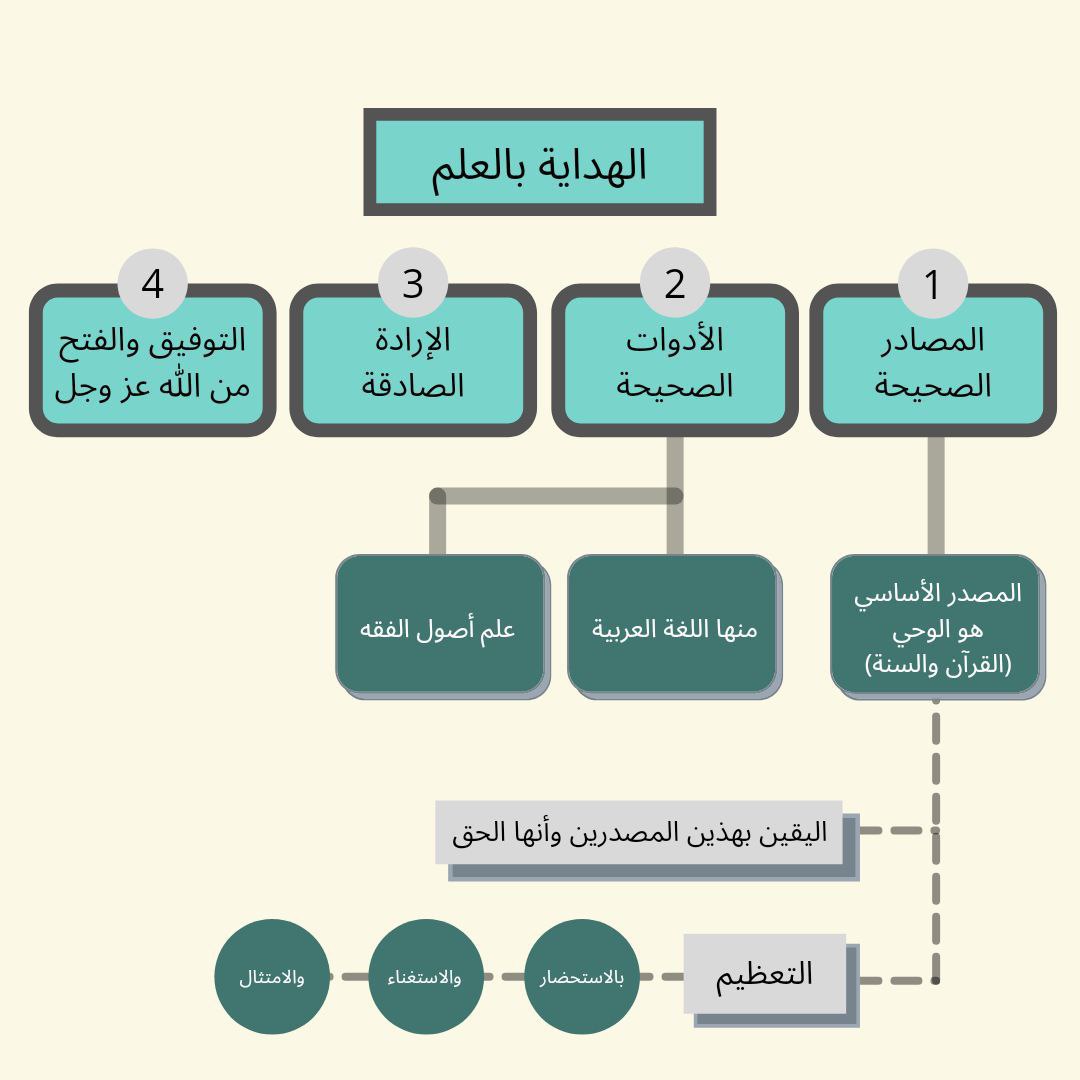 الهداية بالعلم
1
المصادر
الصحيحة
2
الأدوات
الصحيحة
3
الإرادة
الصادقة
4
التوفيق والفتح
من الله عز وجل
المصدر الأساسي
هو الوحي
(القرآن والسنة)
منها اللغة العربية
علم أصول الفقه
اليقين بهذين المصدرين وأنها الحق
التعظيم
بالاستحضار
والاستغناء
والامتثال